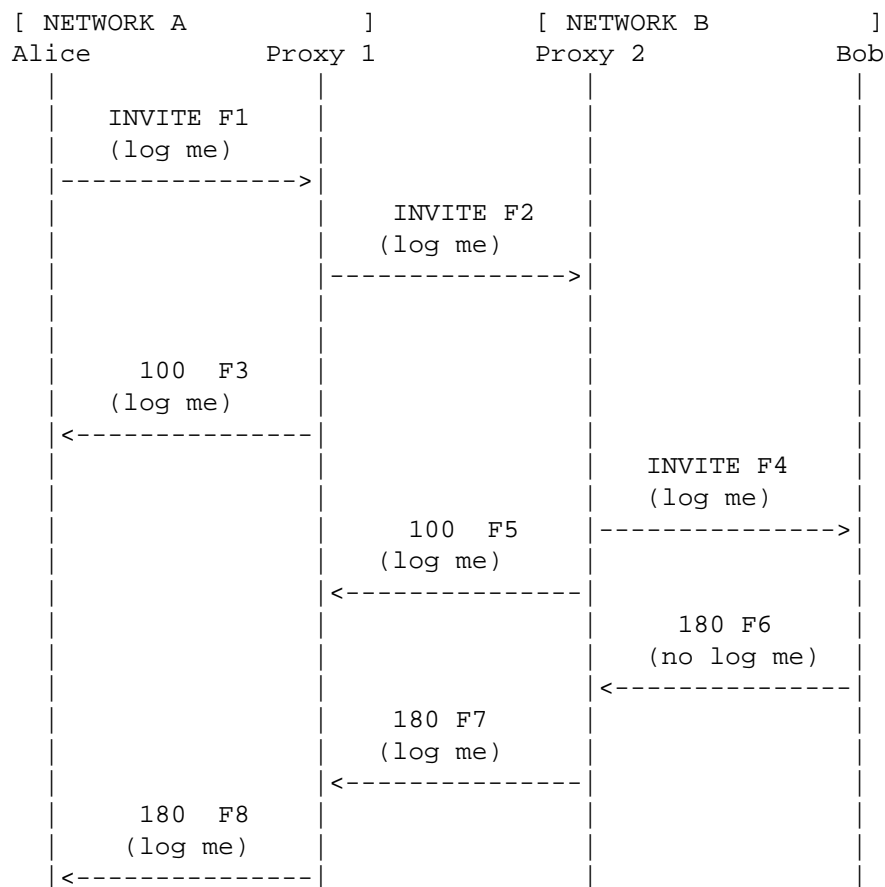 [ NETWORK A ] [ NETWORK B ]
Alice Proxy 1 Proxy 2 Bob
INVITE F1
(log me)
INVITE F2
(log me)
100 F3
(log me)
INVITE F4
(log me)
100 F5
(log me)
180 F6
(no log me)
180 F7
(log me)
180 F8
(log me)